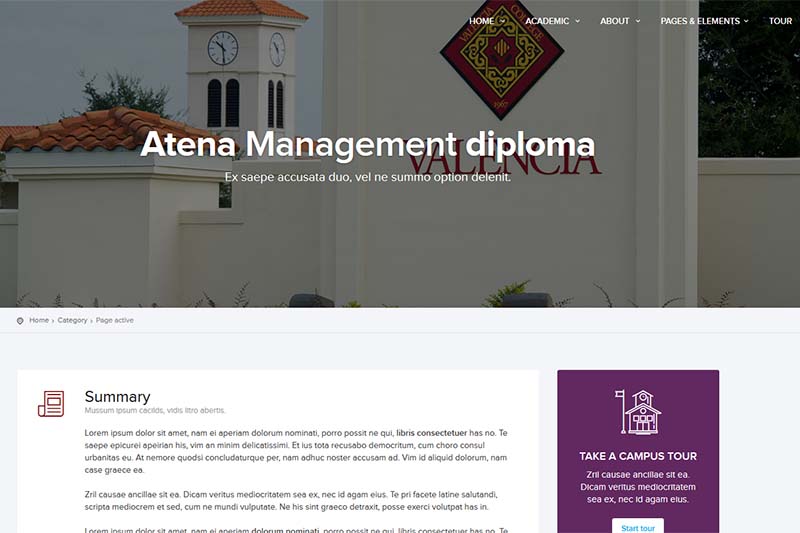 HOME ACADEMIC ABOUT PAGES & ELEMENTS TOUR
VALENCIA COLLEGE
1967
VALENCIA
Atena Management diploma
Ex saepe accusata duo, vel ne summo option delenit.
Home › Category › Page active
Summary
Mussum ipsum cacilds, vidis litro abertis.
Lorem ipsum dolor sit amet, nam ei aperiam dolorum nominati, porro possit ne qui, libris consectetuer has no. Te
saepe epicurei apeirian his, vim an minim delicatissimi. Et ius tota recusabo democritum, cum choro consul
urbanitas eu. At nemore quodsi concludaturque per, nam adhuc noster accusam ad. Vim id aliquid dolorum, nam
case graece ea.
Zril causae ancillae sit ea. Dicam veritus mediocritatem sea ex, nec id agam eius. Te pri facete latine salutandi,
scripta mediocrem et sed, cum ne mundi vulputate. Ne his sint graeco detraxit, posse exerci volutpat has in.
Lorem ipsum dolor sit amet, nam ei aperiam dolorum nominati, porro possit ne qui, libris consectetuer has no. Te
TAKE A CAMPUS TOUR
Zril causae ancillae sit ea.
Dicam veritus mediocritatem
sea ex, nec id agam eius.
Start tour